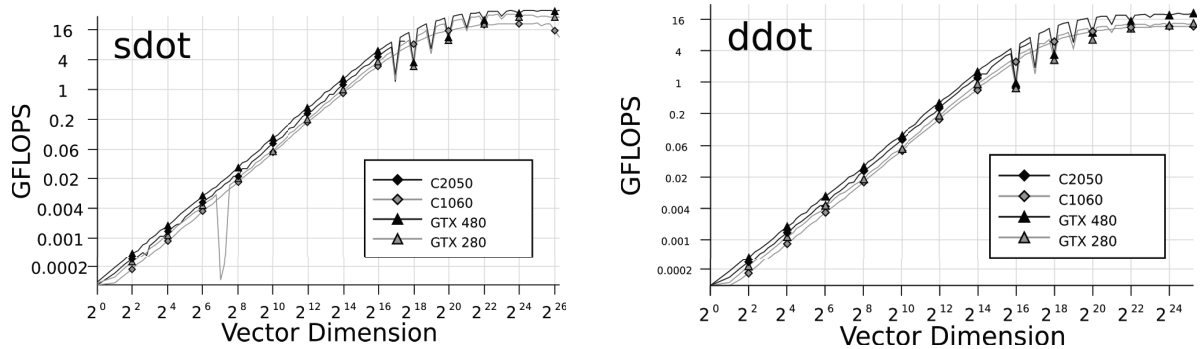 sdot
GFLOPS
16
4
1
0.2
0.06
0.02
0.004
0.001
0.0002
C2050
C1060
GTX 480
GTX 280
2^0 2^2 2^4 2^6 2^8 2^10 2^12 2^14 2^16 2^18 2^20 2^22 2^24 2^26
Vector Dimension
ddot
GFLOPS
16
4
1
0.2
0.06
0.02
0.004
0.001
0.0002
C2050
C1060
GTX 480
GTX 280
2^0 2^2 2^4 2^6 2^8 2^10 2^12 2^14 2^16 2^18 2^20 2^22 2^24
Vector Dimension